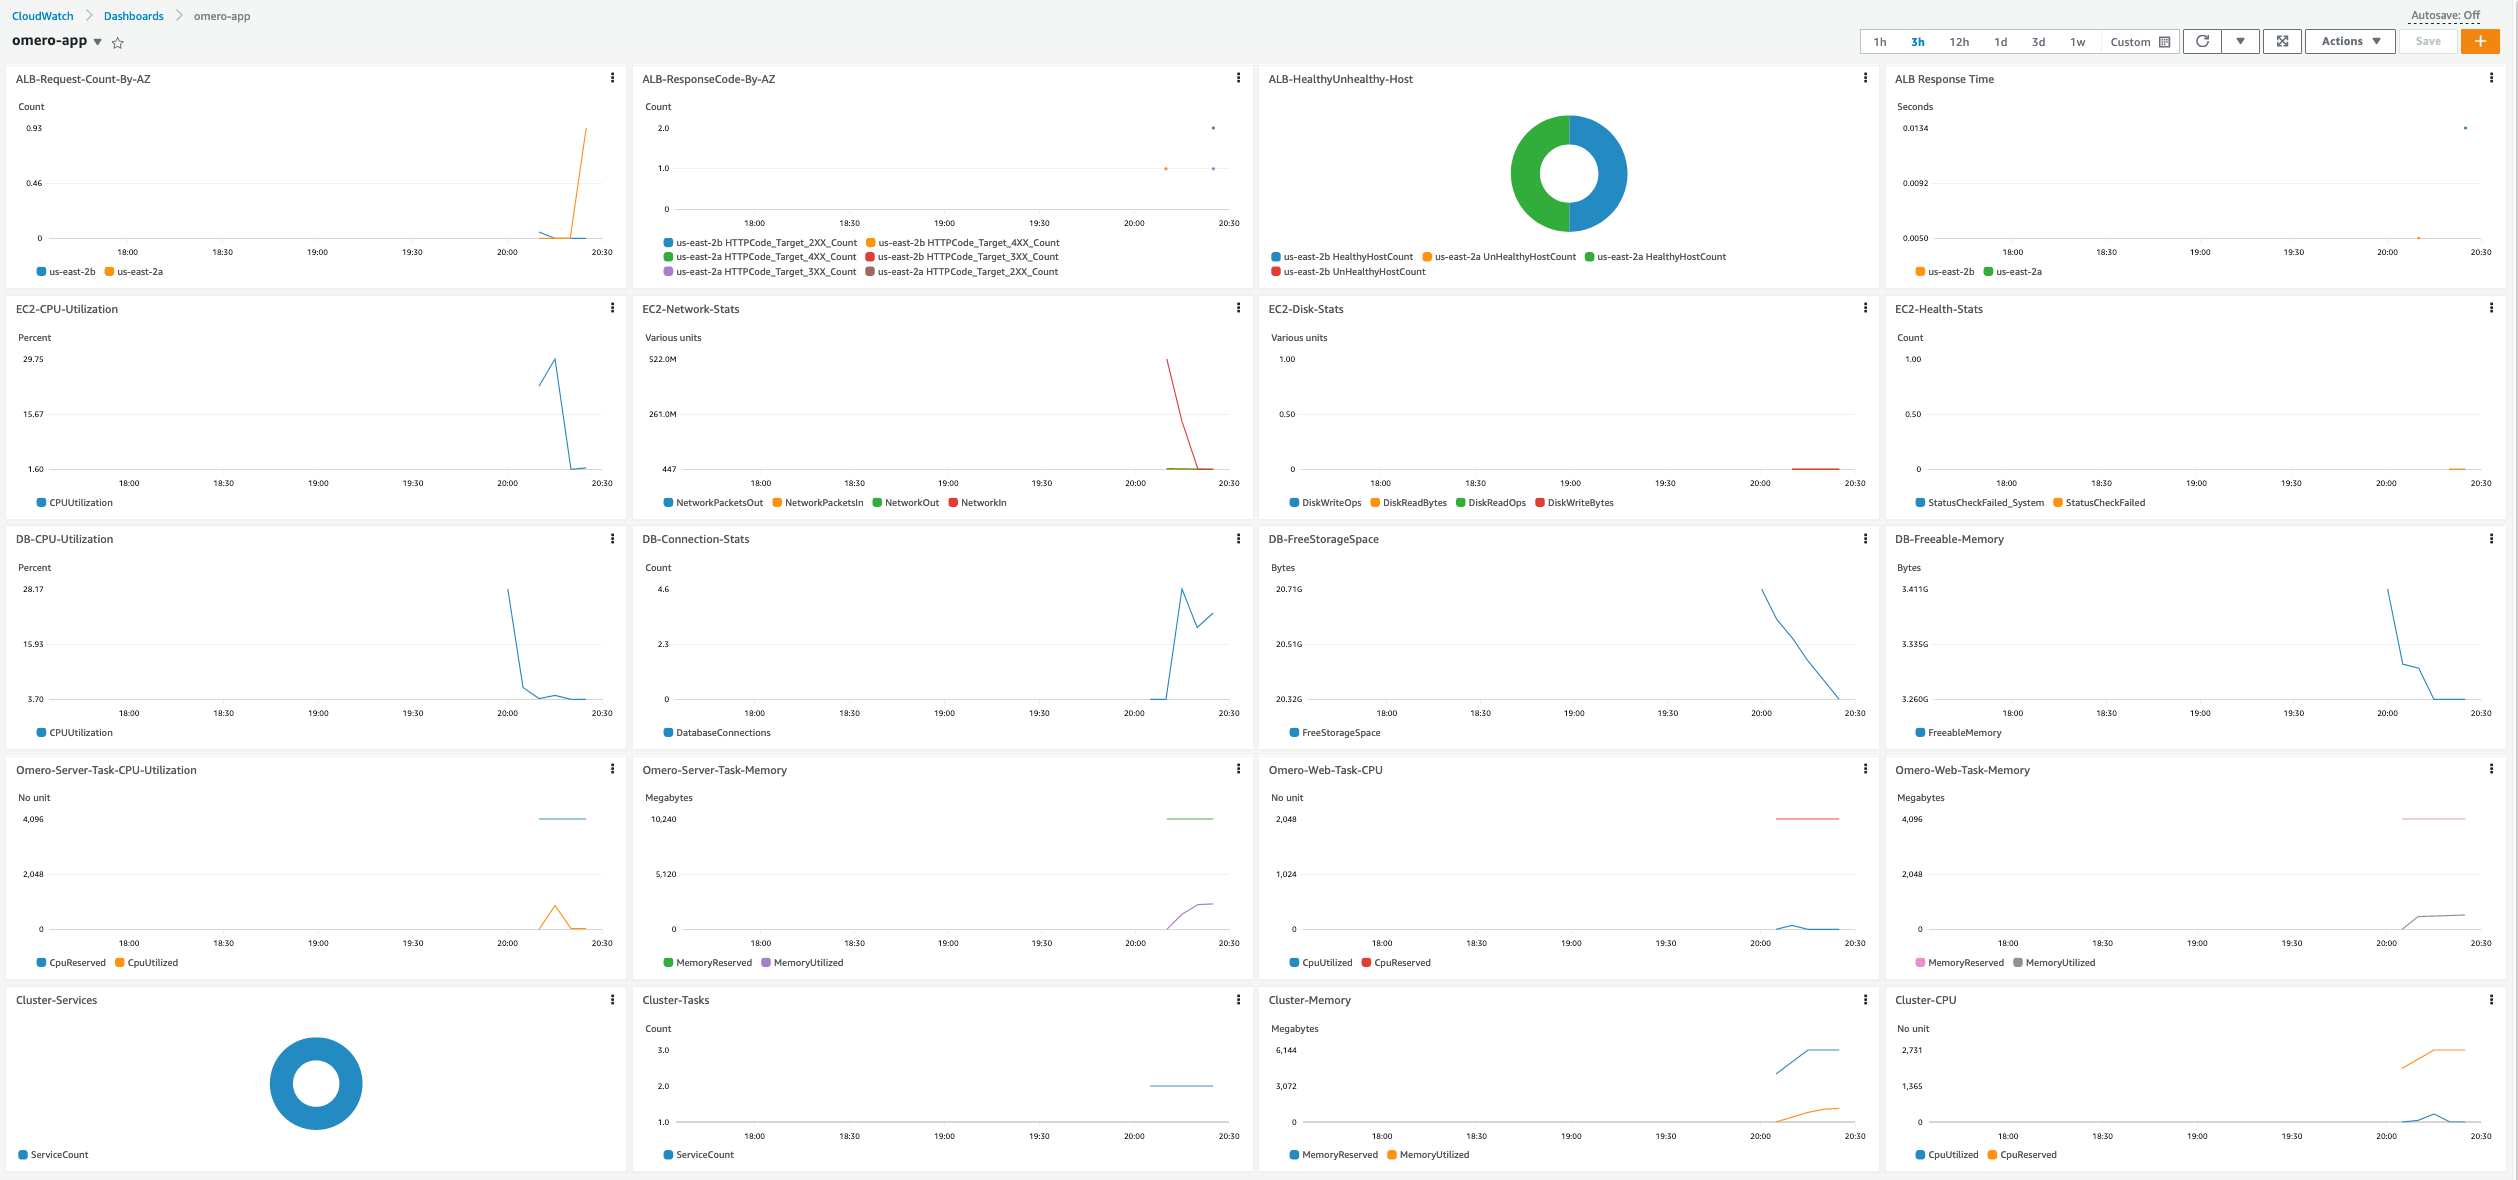 CloudWatch Dashboards omero-app
Autosave: Off
omero-app
1h 3h 12h 1d 3d 1w Custom Actions Save +
ALB-Request-Count-By-AZ
Count
0.93
0.46
0
18:00 18:30 19:00 19:30 20:00 20:30
us-east-2b us-east-2a
ALB-ResponseCode-By-AZ
Count
2.0
1.0
0
18:00 18:30 19:00 19:30 20:00 20:30
us-east-2b HTTPCode_Target_2XX_Count us-east-2b HTTPCode_Target_4XX_Count
us-east-2a HTTPCode_Target_4XX_Count us-east-2b HTTPCode_Target_3XX_Count
us-east-2a HTTPCode_Target_3XX_Count us-east-2a HTTPCode_Target_2XX_Count
ALB-HealthyUnhealthy-Host
us-east-2b HealthyHostCount us-east-2a UnHealthyHostCount us-east-2a HealthyHostCount
us-east-2b UnHealthyHostCount
ALB Response Time
Seconds
0.0134
0.0092
0.0050
18:00 18:30 19:00 19:30 20:00 20:30
us-east-2b us-east-2a
EC2-CPU-Utilization
Percent
29.75
15.67
1.60
18:00 18:30 19:00 19:30 20:00 20:30
CPUUtilization
EC2-Network-Stats
Various units
522.0M
261.0M
447
18:00 18:30 19:00 19:30 20:00 20:30
NetworkPacketsOut NetworkPacketsIn NetworkOut NetworkIn
EC2-Disk-Stats
Various units
1.00
0.50
0
18:00 18:30 19:00 19:30 20:00 20:30
DiskWriteOps DiskReadBytes DiskReadOps DiskWriteBytes
EC2-Health-Stats
Count
1.00
0.50
0
18:00 18:30 19:00 19:30 20:00 20:30
StatusCheckFailed_System StatusCheckFailed
DB-CPU-Utilization
Percent
28.17
15.93
3.70
18:00 18:30 19:00 19:30 20:00 20:30
CPUUtilization
DB-Connection-Stats
Count
4.6
2.3
0
18:00 18:30 19:00 19:30 20:00 20:30
DatabaseConnections
DB-FreeStorageSpace
Bytes
20.71G
20.51G
20.32G
18:00 18:30 19:00 19:30 20:00 20:30
FreeStorageSpace
DB-Freeable-Memory
Bytes
3.411G
3.335G
3.260G
18:00 18:30 19:00 19:30 20:00 20:30
FreeableMemory
Omero-Server-Task-CPU-Utilization
No unit
4,096
2,048
0
18:00 18:30 19:00 19:30 20:00 20:30
CpuReserved CpuUtilized
Omero-Server-Task-Memory
Megabytes
10,240
5,120
0
18:00 18:30 19:00 19:30 20:00 20:30
MemoryReserved MemoryUtilized
Omero-Web-Task-CPU
No unit
2,048
1,024
0
18:00 18:30 19:00 19:30 20:00 20:30
CpuUtilized CpuReserved
Omero-Web-Task-Memory
Megabytes
4,096
2,048
0
18:00 18:30 19:00 19:30 20:00 20:30
MemoryReserved MemoryUtilized
Cluster-Services
ServiceCount
Cluster-Tasks
Count
3.0
2.0
1.0
18:00 18:30 19:00 19:30 20:00 20:30
ServiceCount
Cluster-Memory
Megabytes
6,144
3,072
0
18:00 18:30 19:00 19:30 20:00 20:30
MemoryReserved MemoryUtilized
Cluster-CPU
No unit
2,731
1,365
0
18:00 18:30 19:00 19:30 20:00 20:30
CpuUtilized CpuReserved